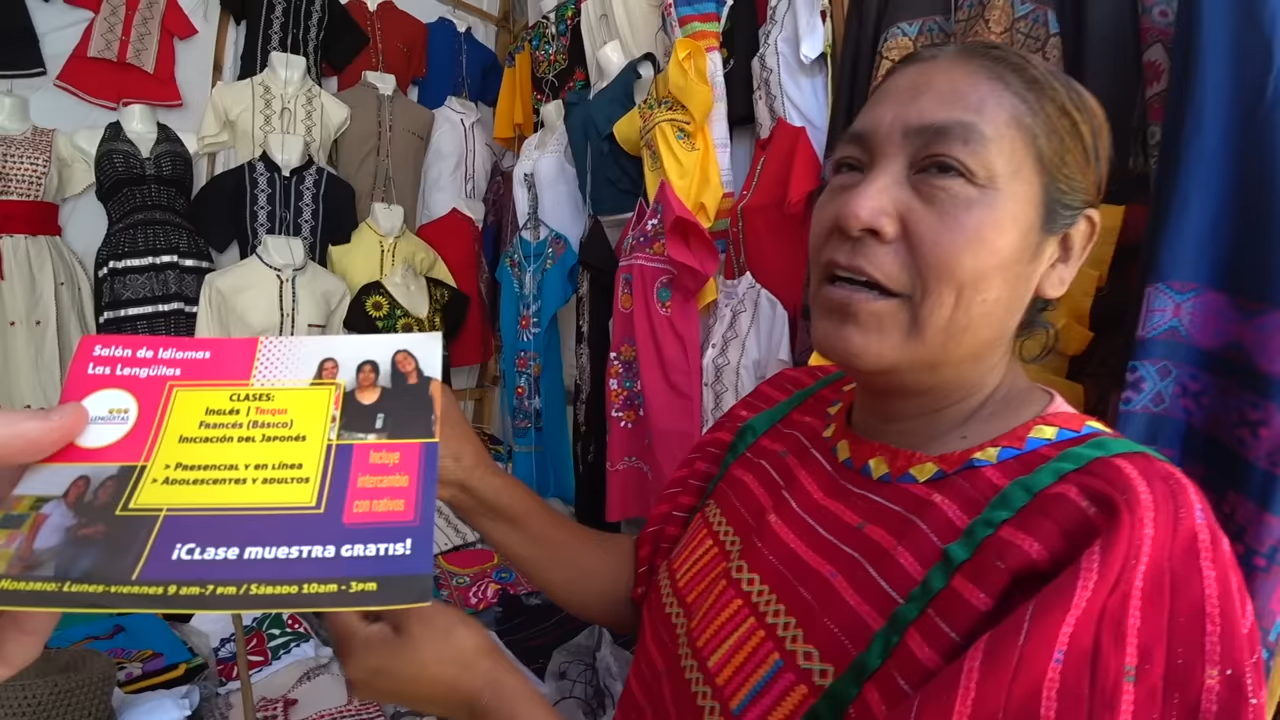 Salón de Idiomas
Las Lengüitas
LENGÜITAS
CLASES:
INGLÉS | TRIQUI
FRANCÉS (BÁSICO)
INICIACIÓN DEL JAPONÉS
> PRESENCIAL Y EN LÍNEA
> ADOLESCENTES Y ADULTOS
Incluye
intercambio
con nativos
¡CLASE MUESTRA GRATIS!
HORARIO: LUNES-VIERNES 9 AM-7 PM / SÁBADO 10AM - 3PM